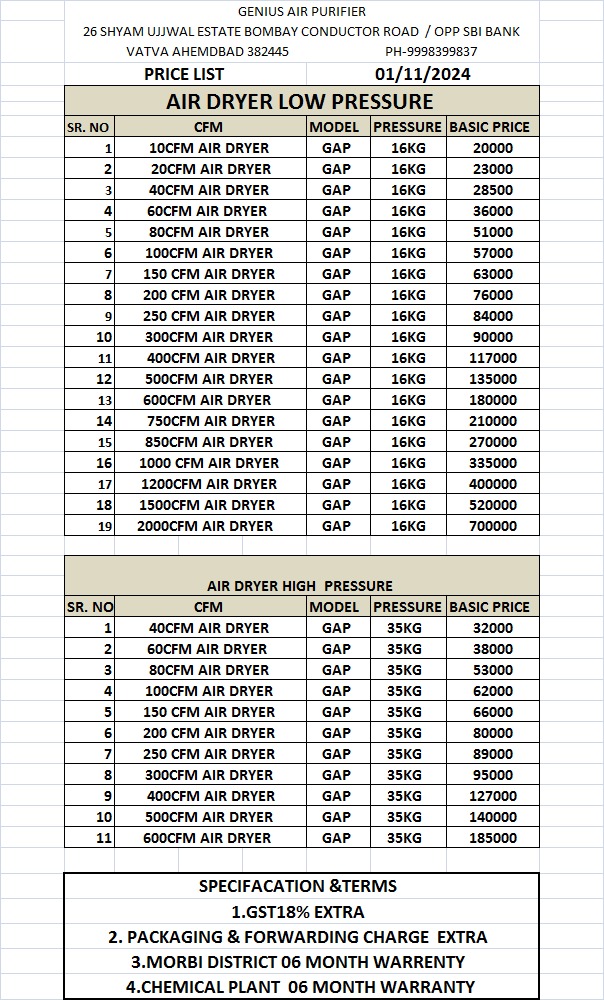 GENIUS AIR PURIFIER
26 SHYAM UJJWAL ESTATE BOMBAY CONDUCTOR ROAD / OPP SBI BANK
VATVA AHEMDBAD 382445 PH-9998399837
PRICE LIST 01/11/2024
AIR DRYER LOW PRESSURE
SR. NO CFM MODEL PRESSURE BASIC PRICE
1 10CFM AIR DRYER GAP 16KG 20000
2 20CFM AIR DRYER GAP 16KG 23000
3 40CFM AIR DRYER GAP 16KG 28500
4 60CFM AIR DRYER GAP 16KG 36000
5 80CFM AIR DRYER GAP 16KG 51000
6 100CFM AIR DRYER GAP 16KG 57000
7 150 CFM AIR DRYER GAP 16KG 63000
8 200 CFM AIR DRYER GAP 16KG 76000
9 250 CFM AIR DRYER GAP 16KG 84000
10 300CFM AIR DRYER GAP 16KG 90000
11 400CFM AIR DRYER GAP 16KG 117000
12 500CFM AIR DRYER GAP 16KG 135000
13 600CFM AIR DRYER GAP 16KG 180000
14 750CFM AIR DRYER GAP 16KG 210000
15 850CFM AIR DRYER GAP 16KG 270000
16 1000 CFM AIR DRYER GAP 16KG 335000
17 1200CFM AIR DRYER GAP 16KG 400000
18 1500CFM AIR DRYER GAP 16KG 520000
19 2000CFM AIR DRYER GAP 16KG 700000
AIR DRYER HIGH PRESSURE
SR. NO CFM MODEL PRESSURE BASIC PRICE
1 40CFM AIR DRYER GAP 35KG 32000
2 60CFM AIR DRYER GAP 35KG 38000
3 80CFM AIR DRYER GAP 35KG 53000
4 100CFM AIR DRYER GAP 35KG 62000
5 150 CFM AIR DRYER GAP 35KG 66000
6 200 CFM AIR DRYER GAP 35KG 80000
7 250 CFM AIR DRYER GAP 35KG 89000
8 300CFM AIR DRYER GAP 35KG 95000
9 400CFM AIR DRYER GAP 35KG 127000
10 500CFM AIR DRYER GAP 35KG 140000
11 600CFM AIR DRYER GAP 35KG 185000
SPECIFACATION &TERMS
1.GST18% EXTRA
2. PACKAGING & FORWARDING CHARGE EXTRA
3.MORBI DISTRICT 06 MONTH WARRENTY
4.CHEMICAL PLANT 06 MONTH WARRANTY